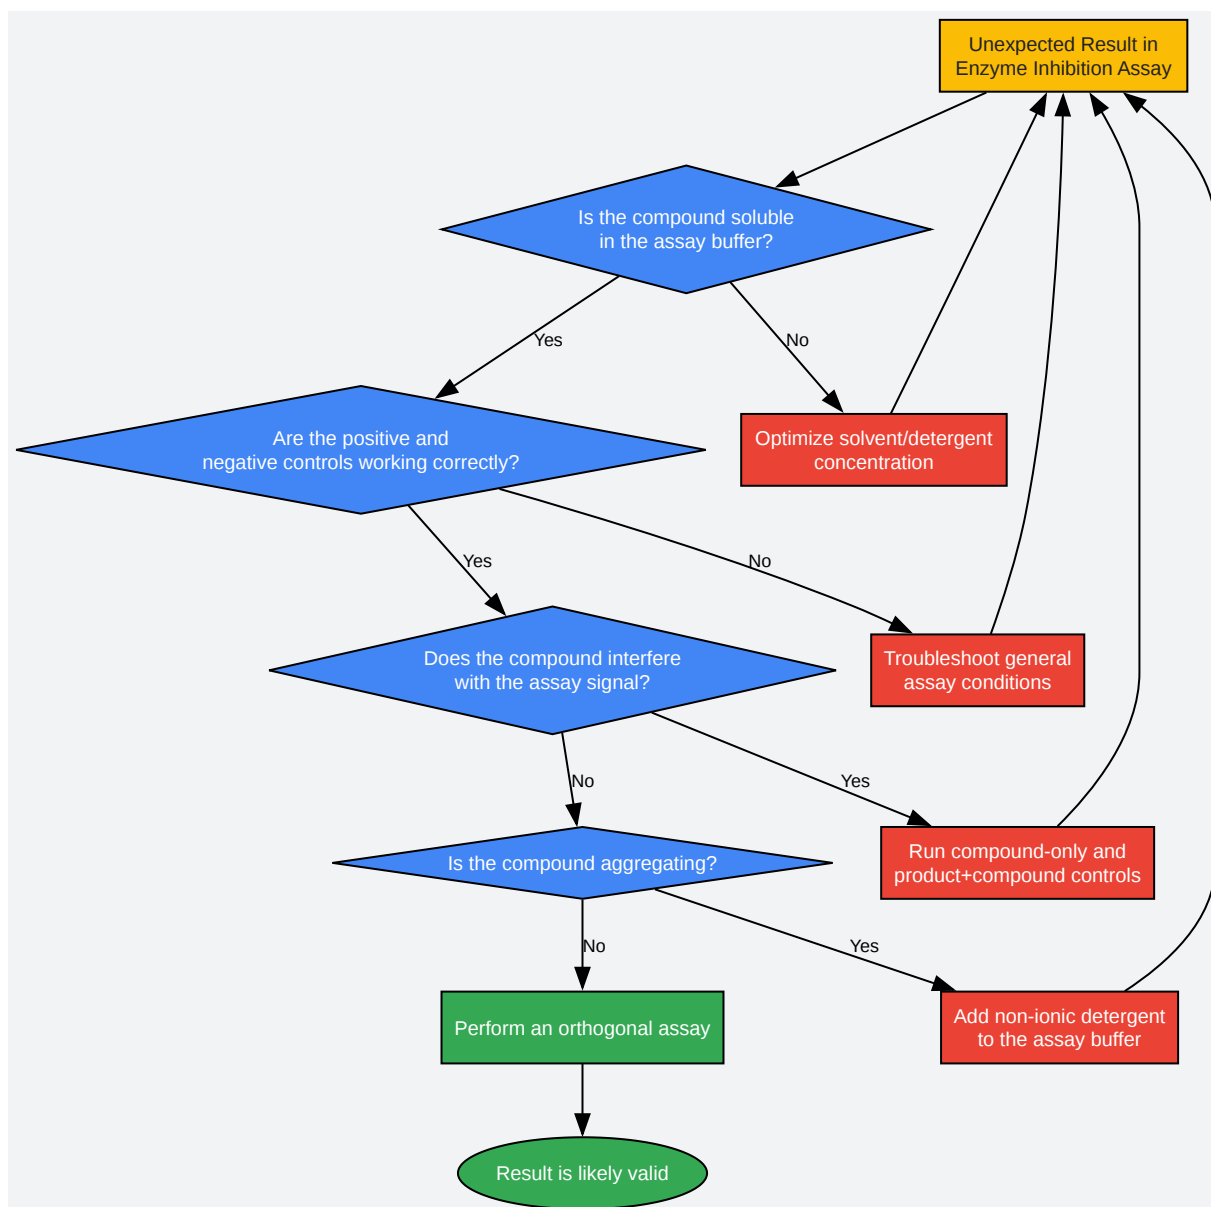 Unexpected Result in
Enzyme Inhibition Assay
Is the compound soluble
in the assay buffer?
Yes
No
Are the positive and
negative controls working correctly?
Optimize solvent/detergent
concentration
Yes
No
Does the compound interfere
with the assay signal?
Troubleshoot general
assay conditions
No
Yes
Is the compound aggregating?
Run compound-only and
product+compound controls
No
Yes
Perform an orthogonal assay
Add non-ionic detergent
to the assay buffer
Result is likely valid